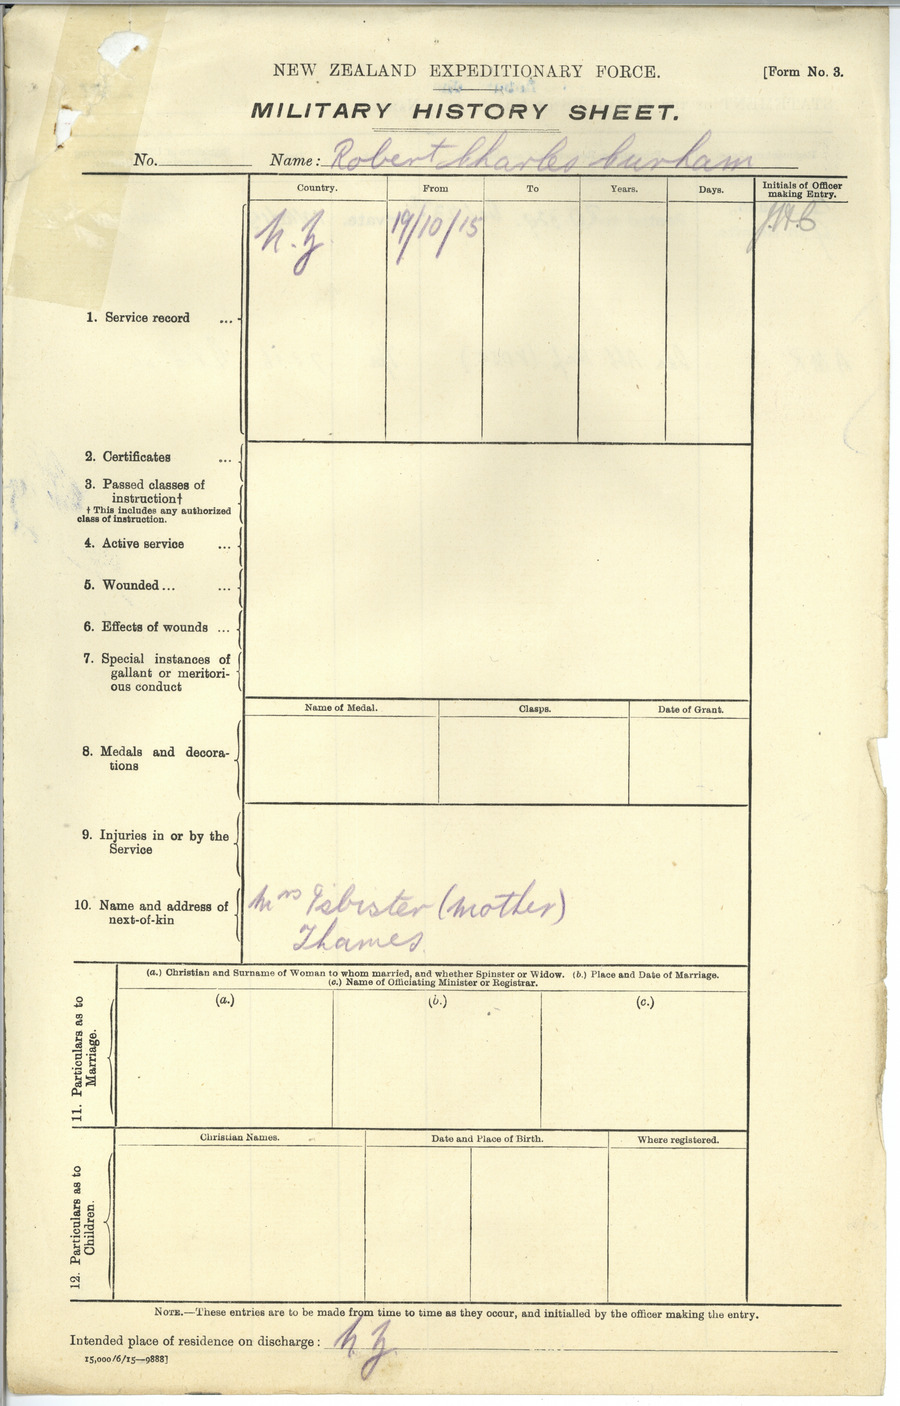 NEW ZEALAND EXPEDITIONARY FORCE.
[Form No. 3.
MILITARY HISTORY SHEET.
No. Name: Robert Charles Curham
Country. From To Years. Days. Initials of Officer making Entry.
N.Z 19/10/15 J.H.C
1. Service record ...
2. Certificates ...
3. Passed classes of
instruction†
† This includes any authorized
class of instruction.
4. Active service ...
5. Wounded... ...
6. Effects of wounds ...
7. Special instances of
gallant or meritori-
ous conduct
Name of Medal. Clasps. Date of Grant.
8. Medals and decora-
tions
9. Injuries in or by the
Service
10. Name and address of
next-of-kin
Mrs Isbister (mother)
Thames
11. Particulars as to
Marriage.
(a.) Christian and Surname of Woman to whom married, and whether Spinster or Widow. (b.) Place and Date of Marriage.
(c.) Name of Officiating Minister or Registrar.
(a.) (b.) (c.)
12. Particulars as to
Children.
Christian Names. Date and Place of Birth. Where registered.
NOTE.—These entries are to be made from time to time as they occur, and initialled by the officer making the entry.
Intended place of residence on discharge: N.Z.
15,000/6/15—9888]